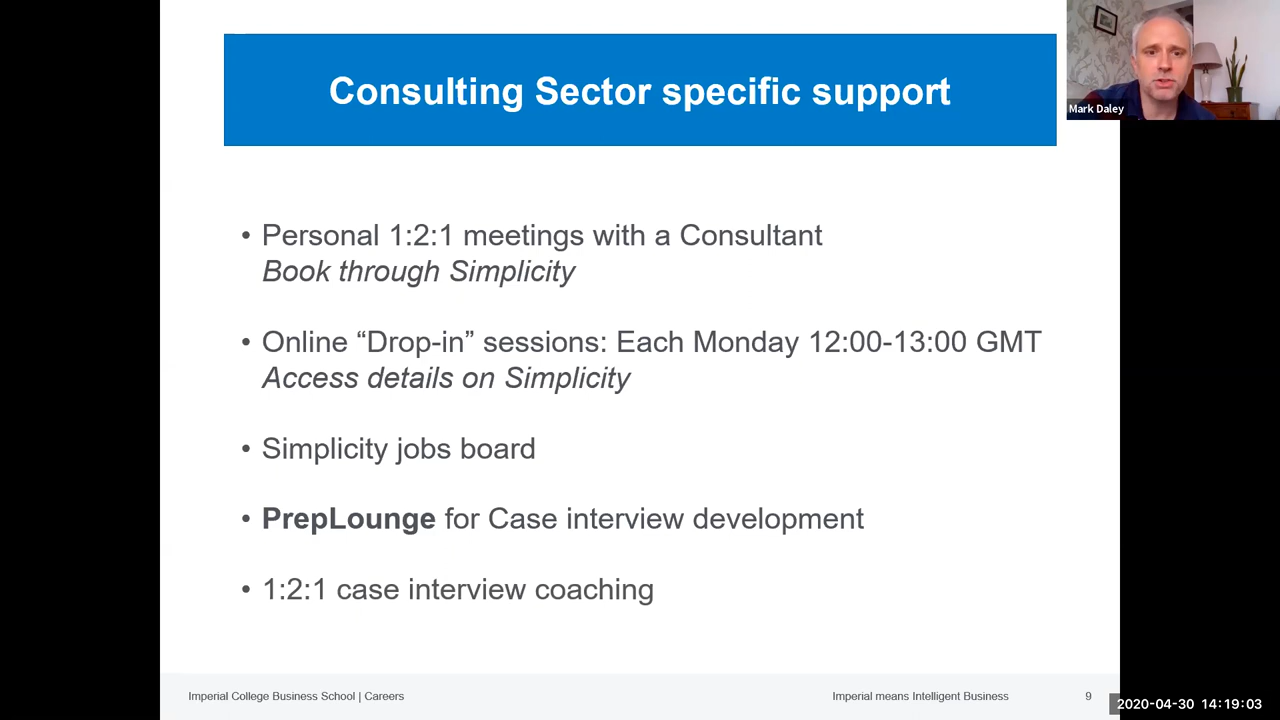 Consulting Sector specific support
Mark Daley
• Personal 1:2:1 meetings with a Consultant
Book through Simplicity
• Online “Drop-in” sessions: Each Monday 12:00-13:00 GMT
Access details on Simplicity
• Simplicity jobs board
• PrepLounge for Case interview development
• 1:2:1 case interview coaching
Imperial College Business School | Careers
Imperial means Intelligent Business
9
2020-04-30 14:19:03